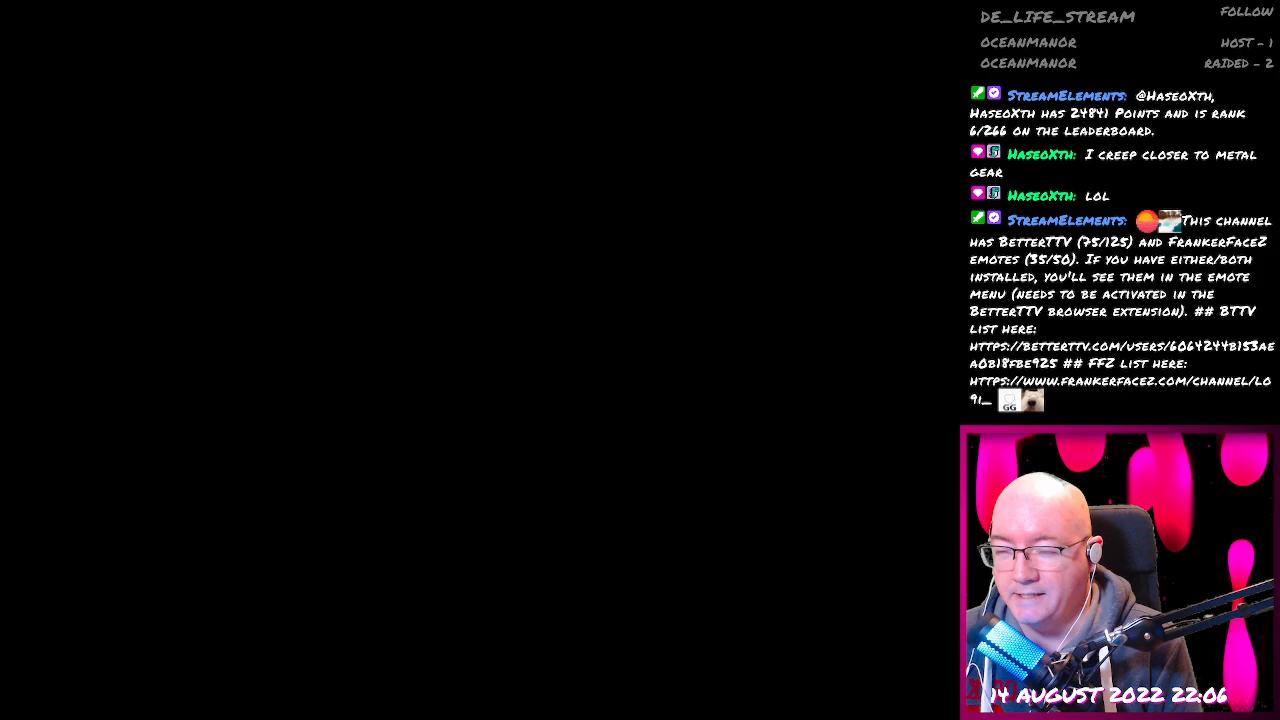 DE_LIFE_STREAM FOLLOW
OCEANMANOR HOST - 1
OCEANMANOR RAIDED - 2
STREAMELEMENTS: @HASEOXTH,
HASEOXTH HAS 24841 POINTS AND IS RANK
6/266 ON THE LEADERBOARD.
HASEOXTH: I CREEP CLOSER TO METAL
GEAR
HASEOXTH: LOL
STREAMELEMENTS: THIS CHANNEL
HAS BETTERTTV (75/125) AND FRANKERFACEZ
EMOTES (35/50). IF YOU HAVE EITHER/BOTH
INSTALLED, YOU'LL SEE THEM IN THE EMOTE
MENU (NEEDS TO BE ACTIVATED IN THE
BETTERTTV BROWSER EXTENSION). ## BTTV
LIST HERE:
HTTPS://BETTERTTV.COM/USERS/6064244B153AE
A0B18FBE925 ## FFZ LIST HERE:
HTTPS://WWW.FRANKERFACEZ.COM/CHANNEL/LO
9I_ GG
14 AUGUST 2022 22:06